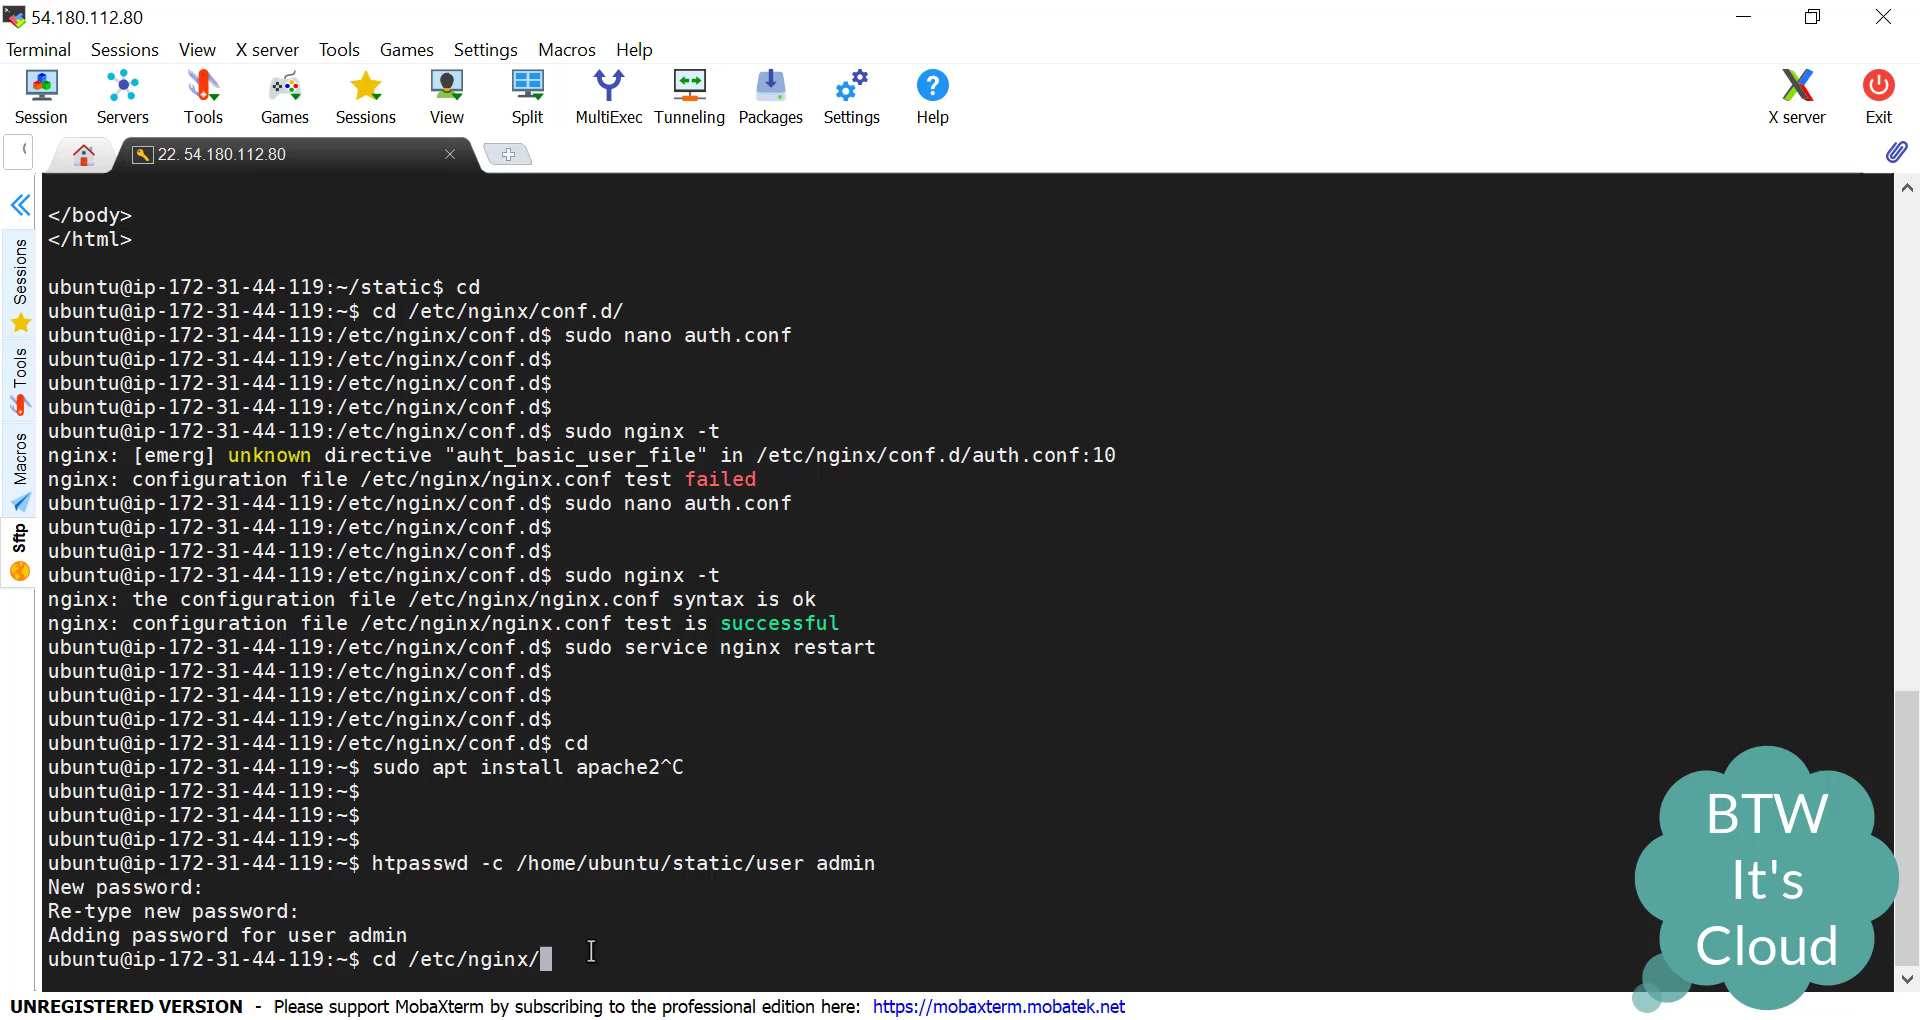 54.180.112.80
Terminal Sessions View X server Tools Games Settings Macros Help
Session Servers Tools Games Sessions View Split MultiExec Tunneling Packages Settings Help X server Exit
22. 54.180.112.80
Sessions
Tools
Macros
Sftp
</body>
</html>
ubuntu@ip-172-31-44-119:~/static$ cd
ubuntu@ip-172-31-44-119:~$ cd /etc/nginx/conf.d/
ubuntu@ip-172-31-44-119:/etc/nginx/conf.d$ sudo nano auth.conf
ubuntu@ip-172-31-44-119:/etc/nginx/conf.d$
ubuntu@ip-172-31-44-119:/etc/nginx/conf.d$
ubuntu@ip-172-31-44-119:/etc/nginx/conf.d$
ubuntu@ip-172-31-44-119:/etc/nginx/conf.d$ sudo nginx -t
nginx: [emerg] unknown directive "auht_basic_user_file" in /etc/nginx/conf.d/auth.conf:10
nginx: configuration file /etc/nginx/nginx.conf test failed
ubuntu@ip-172-31-44-119:/etc/nginx/conf.d$ sudo nano auth.conf
ubuntu@ip-172-31-44-119:/etc/nginx/conf.d$
ubuntu@ip-172-31-44-119:/etc/nginx/conf.d$
ubuntu@ip-172-31-44-119:/etc/nginx/conf.d$ sudo nginx -t
nginx: the configuration file /etc/nginx/nginx.conf syntax is ok
nginx: configuration file /etc/nginx/nginx.conf test is successful
ubuntu@ip-172-31-44-119:/etc/nginx/conf.d$ sudo service nginx restart
ubuntu@ip-172-31-44-119:/etc/nginx/conf.d$
ubuntu@ip-172-31-44-119:/etc/nginx/conf.d$
ubuntu@ip-172-31-44-119:/etc/nginx/conf.d$
ubuntu@ip-172-31-44-119:/etc/nginx/conf.d$ cd
ubuntu@ip-172-31-44-119:~$ sudo apt install apache2^C
ubuntu@ip-172-31-44-119:~$
ubuntu@ip-172-31-44-119:~$
ubuntu@ip-172-31-44-119:~$
ubuntu@ip-172-31-44-119:~$ htpasswd -c /home/ubuntu/static/user admin
New password:
Re-type new password:
Adding password for user admin
ubuntu@ip-172-31-44-119:~$ cd /etc/nginx/
BTW
It's
Cloud
UNREGISTERED VERSION - Please support MobaXterm by subscribing to the professional edition here: https://mobaxterm.mobatek.net